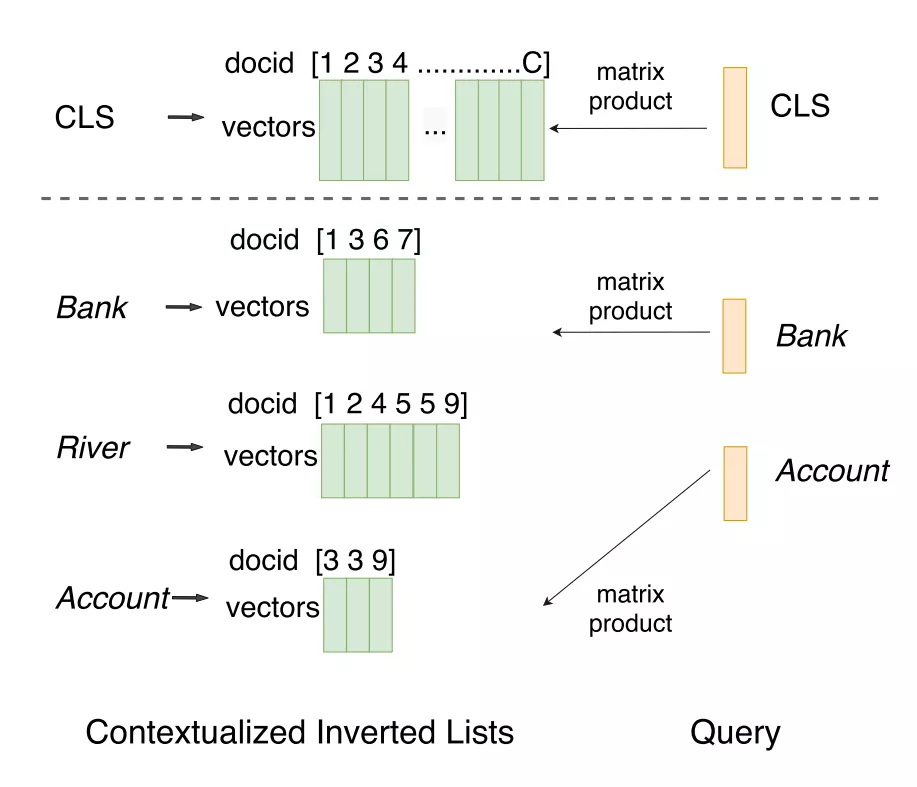 docid [1 2 3 4 .............C]
CLS
vectors
...
matrix
product
CLS
docid [1 3 6 7]
Bank
vectors
matrix
product
Bank
docid [1 2 4 5 5 9]
River
vectors
Account
docid [3 3 9]
Account
vectors
matrix
product
Contextualized Inverted Lists
Query